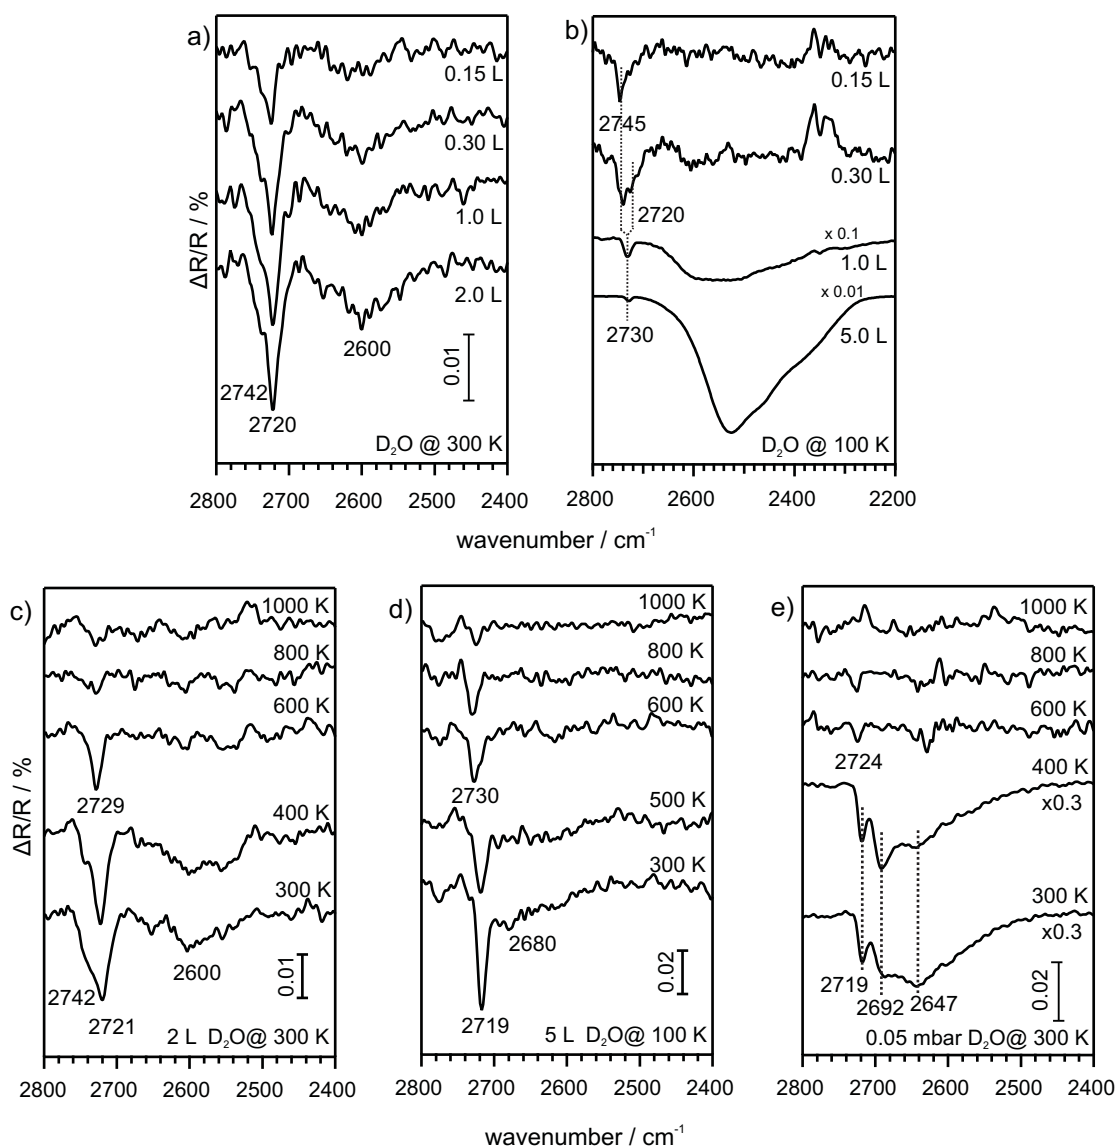 a)
0.15 L
0.30 L
1.0 L
2.0 L
2600
0.01
2742
2720
D₂O @ 300 K
2800 2700 2600 2500 2400
ΔR/R / %
b)
0.15 L
2745
0.30 L
2720
x 0.1
1.0 L
x 0.01
2730
5.0 L
D₂O @ 100 K
2800 2600 2400 2200
wavenumber / cm⁻¹
c)
1000 K
800 K
600 K
2729
400 K
300 K
2600
0.01
2742
2721
2 L D₂O@ 300 K
2800 2700 2600 2500 2400
ΔR/R / %
d)
1000 K
800 K
600 K
2730
500 K
300 K
2680
0.02
2719
5 L D₂O@ 100 K
2800 2700 2600 2500 2400
e)
1000 K
800 K
600 K
2724
400 K
x0.3
300 K
x0.3
2719
2692 2647
0.02
0.05 mbar D₂O@ 300 K
2800 2700 2600 2500 2400
wavenumber / cm⁻¹